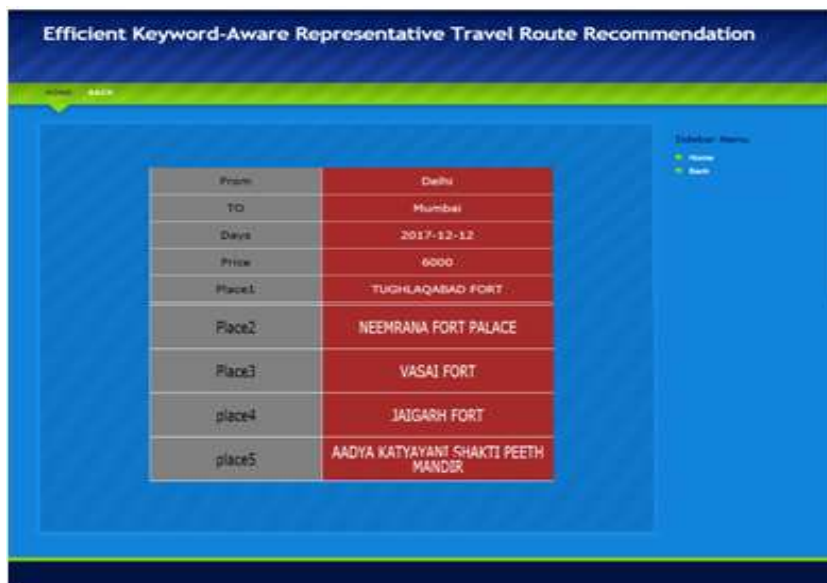 Efficient Keyword-Aware Representative Travel Route Recommendation
HOME BACK
Sidebar Menu
Home
Back
From Delhi
TO Mumbai
Days 2017-12-12
Price 6000
Place1 TUGHLAQABAD FORT
Place2 NEEMRANA FORT PALACE
Place3 VASAI FORT
place4 JAIGARH FORT
place5 AADYA KATYAYANI SHAKTI PEETH
MANDIR